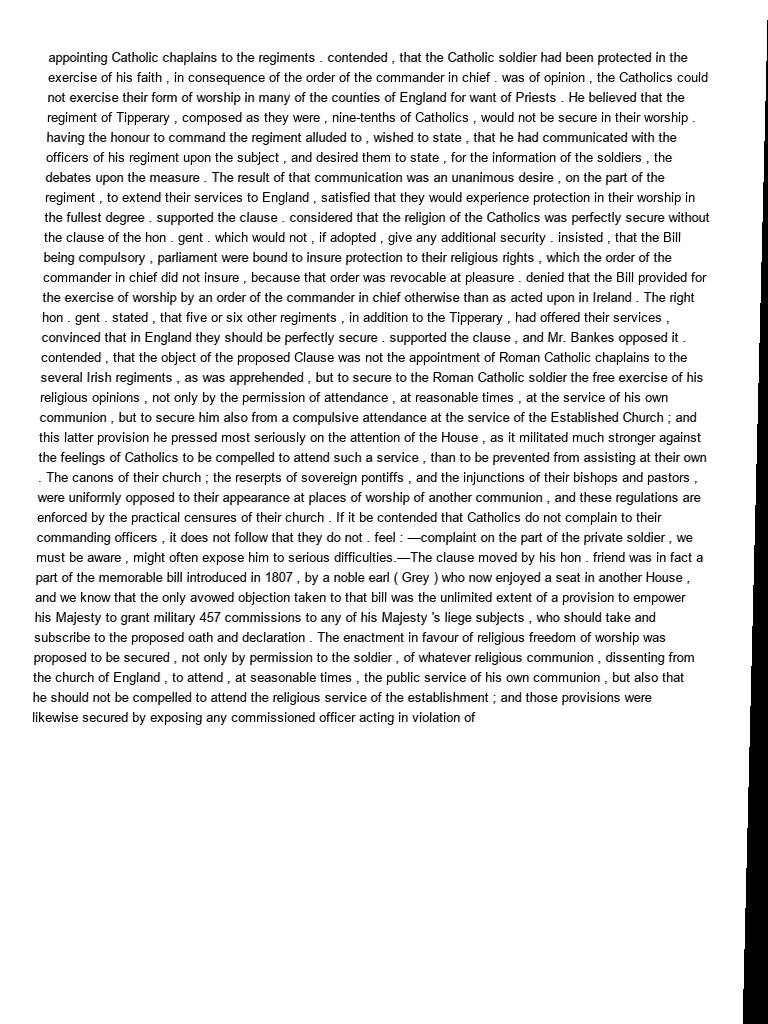 appointing Catholic chaplains to the regiments . contended , that the Catholic soldier had been protected in the
exercise of his faith , in consequence of the order of the commander in chief . was of opinion , the Catholics could
not exercise their form of worship in many of the counties of England for want of Priests . He believed that the
regiment of Tipperary , composed as they were , nine-tenths of Catholics , would not be secure in their worship .
having the honour to command the regiment alluded to , wished to state , that he had communicated with the
officers of his regiment upon the subject , and desired them to state , for the information of the soldiers , the
debates upon the measure . The result of that communication was an unanimous desire , on the part of the
regiment , to extend their services to England , satisfied that they would experience protection in their worship in
the fullest degree . supported the clause . considered that the religion of the Catholics was perfectly secure without
the clause of the hon . gent . which would not , if adopted , give any additional security . insisted , that the Bill
being compulsory , parliament were bound to insure protection to their religious rights , which the order of the
commander in chief did not insure , because that order was revocable at pleasure . denied that the Bill provided for
the exercise of worship by an order of the commander in chief otherwise than as acted upon in Ireland . The right
hon . gent . stated , that five or six other regiments , in addition to the Tipperary , had offered their services ,
convinced that in England they should be perfectly secure . supported the clause , and Mr. Bankes opposed it .
contended , that the object of the proposed Clause was not the appointment of Roman Catholic chaplains to the
several Irish regiments , as was apprehended , but to secure to the Roman Catholic soldier the free exercise of his
religious opinions , not only by the permission of attendance , at reasonable times , at the service of his own
communion , but to secure him also from a compulsive attendance at the service of the Established Church ; and
this latter provision he pressed most seriously on the attention of the House , as it militated much stronger against
the feelings of Catholics to be compelled to attend such a service , than to be prevented from assisting at their own
. The canons of their church ; the reserpts of sovereign pontiffs , and the injunctions of their bishops and pastors ,
were uniformly opposed to their appearance at places of worship of another communion , and these regulations are
enforced by the practical censures of their church . If it be contended that Catholics do not complain to their
commanding officers , it does not follow that they do not . feel : —complaint on the part of the private soldier , we
must be aware , might often expose him to serious difficulties.—The clause moved by his hon . friend was in fact a
part of the memorable bill introduced in 1807 , by a noble earl ( Grey ) who now enjoyed a seat in another House ,
and we know that the only avowed objection taken to that bill was the unlimited extent of a provision to empower
his Majesty to grant military 457 commissions to any of his Majesty 's liege subjects , who should take and
subscribe to the proposed oath and declaration . The enactment in favour of religious freedom of worship was
proposed to be secured , not only by permission to the soldier , of whatever religious communion , dissenting from
the church of England , to attend , at seasonable times , the public service of his own communion , but also that
he should not be compelled to attend the religious service of the establishment ; and those provisions were
likewise secured by exposing any commissioned officer acting in violation of